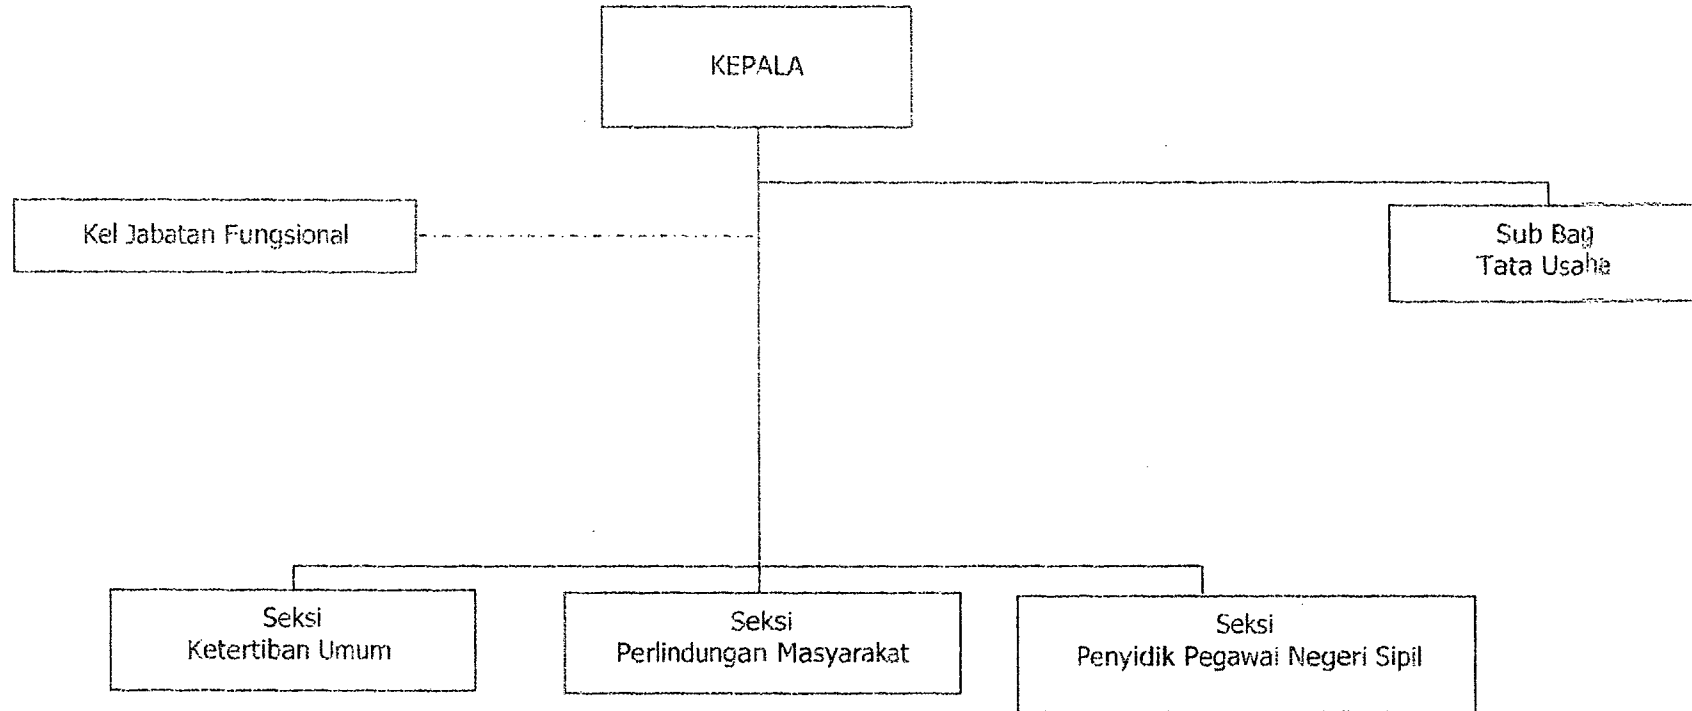 KEPALA
Kel Jabatan Fungsional
Sub Bag
Tata Usaha
Seksi
Ketertiban Umum
Seksi
Perlindungan Masyarakat
Seksi
Penyidik Pegawai Negeri Sipil